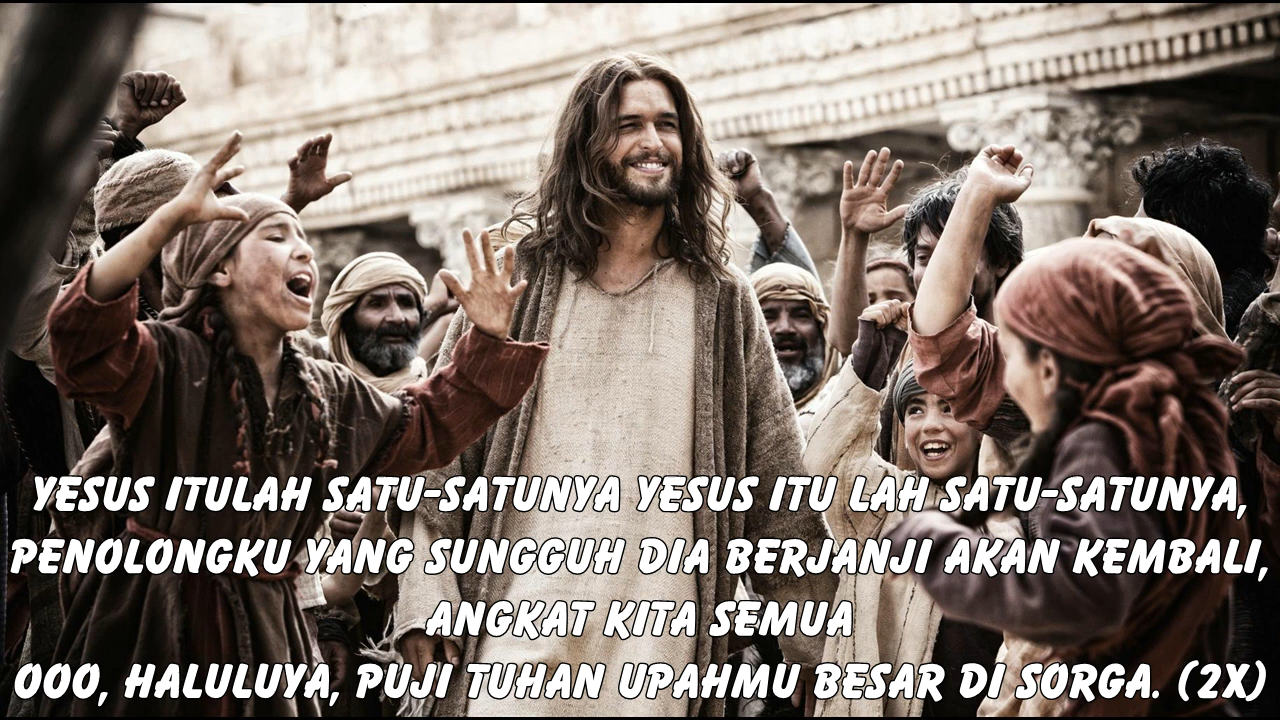 YESUS ITULAH SATU-SATUNYA YESUS ITU LAH SATU-SATUNYA,
PENOLONGKU YANG SUNGGUH DIA BERJANJI AKAN KEMBALI,
ANGKAT KITA SEMUA
OOO, HALULUYA, PUJI TUHAN UPAHMU BESAR DI SORGA. (2X)